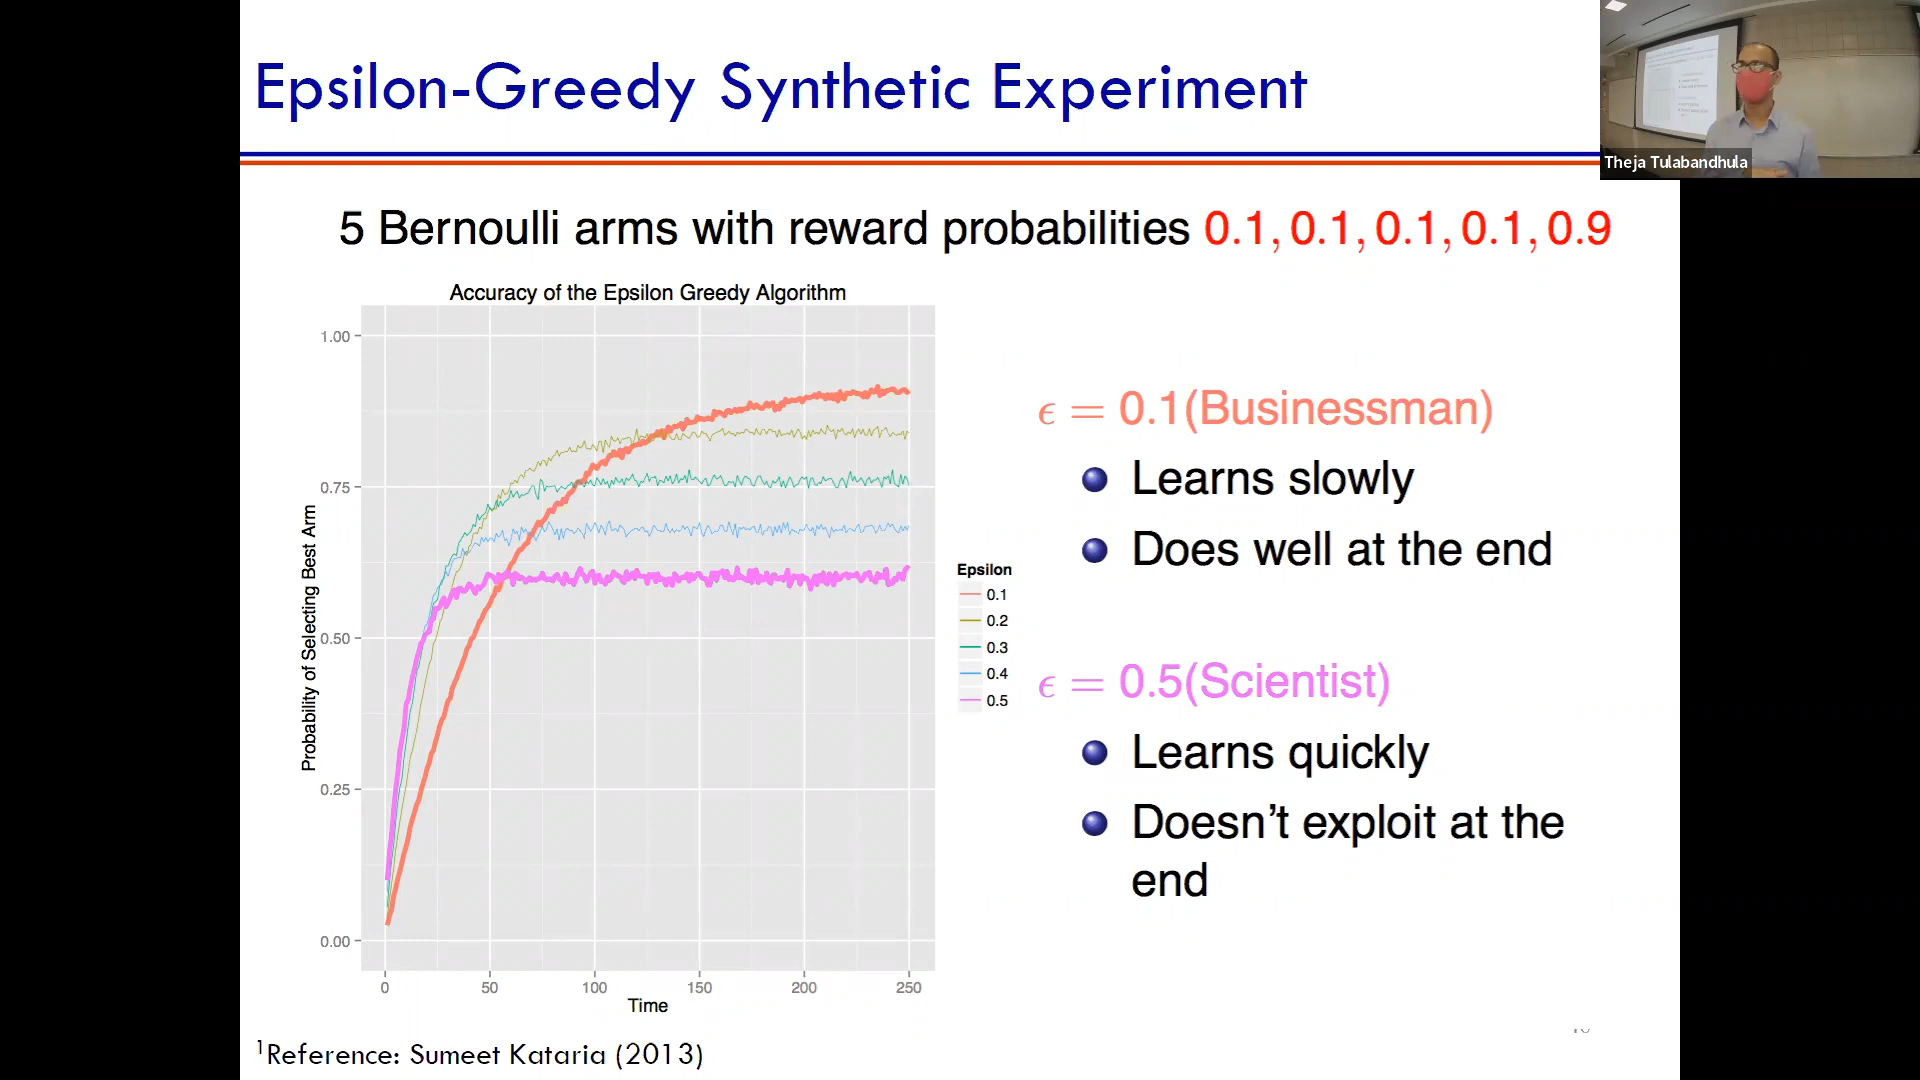 Epsilon-Greedy Synthetic Experiment
Theja Tulabandhula
5 Bernoulli arms with reward probabilities 0.1, 0.1, 0.1, 0.1, 0.9
Accuracy of the Epsilon Greedy Algorithm
1.00
0.75
0.50
0.25
0.00
Probability of Selecting Best Arm
0 50 100 150 200 250
Time
Epsilon
0.1
0.2
0.3
0.4
0.5
ϵ = 0.1(Businessman)
Learns slowly
Does well at the end
ϵ = 0.5(Scientist)
Learns quickly
Doesn't exploit at the
end
1Reference: Sumeet Kataria (2013)